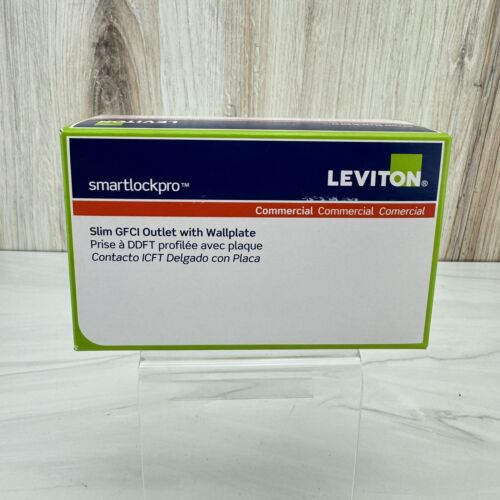 LEVITON
smartlockpro™
LEVITON®
Commercial Commercial Comercial
Slim GFCI Outlet with Wallplate
Prise à DDFT profilée avec plaque
Contacto ICFT Delgado con Placa